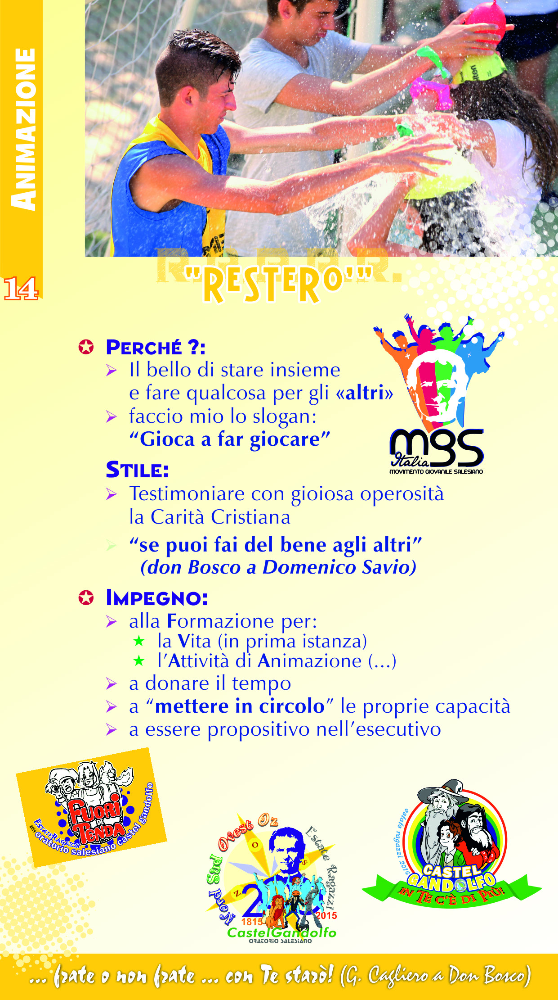 ANIMAZIONE
14
R.R.R.R.R.
"RESTERO'"
PERCHÉ ?:
Il bello di stare insieme
e fare qualcosa per gli «altri»
faccio mio lo slogan:
“Gioca a far giocare”
mgs
Italia
MOVIMENTO GIOVANILE SALESIANO
STILE:
Testimoniare con gioiosa operosità
la Carità Cristiana
“se puoi fai del bene agli altri”
(don Bosco a Domenico Savio)
IMPEGNO:
alla Formazione per:
la Vita (in prima istanza)
l’Attività di Animazione (...)
a donare il tempo
a “mettere in circolo” le proprie capacità
a essere propositivo nell’esecutivo
FUORI
DI
TENDA
ESTATERAGAZZI
2014 oratorio salesiano castel gandolfo
Nord Sud Ovest Oz
Estate Ragazzi
O
S
Z
200
1815
2015
CastelGandolfo
ORATORIO SALESIANO
estate ragazzi 2016
CASTEL
GANDOLFO
IN TE C'È DI PIÙ!
... frate o non frate ... con Te starò! (G. Cagliero a Don Bosco)